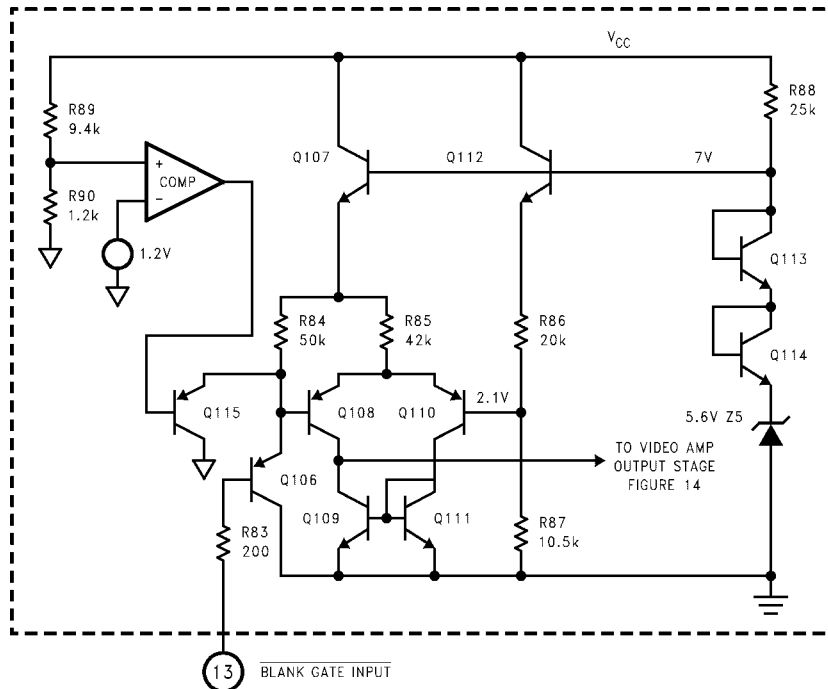 VCC
R89
9.4k
R88
25k
Q107
Q112
7V
+
COMP
−
R90
1.2k
1.2V
Q113
R84
50k
R85
42k
R86
20k
Q114
Q115
Q108
Q110
2.1V
5.6V Z5
Q106
TO VIDEO AMP
OUTPUT STAGE
FIGURE 14
Q109
Q111
R83
200
R87
10.5k
13
BLANK GATE INPUT